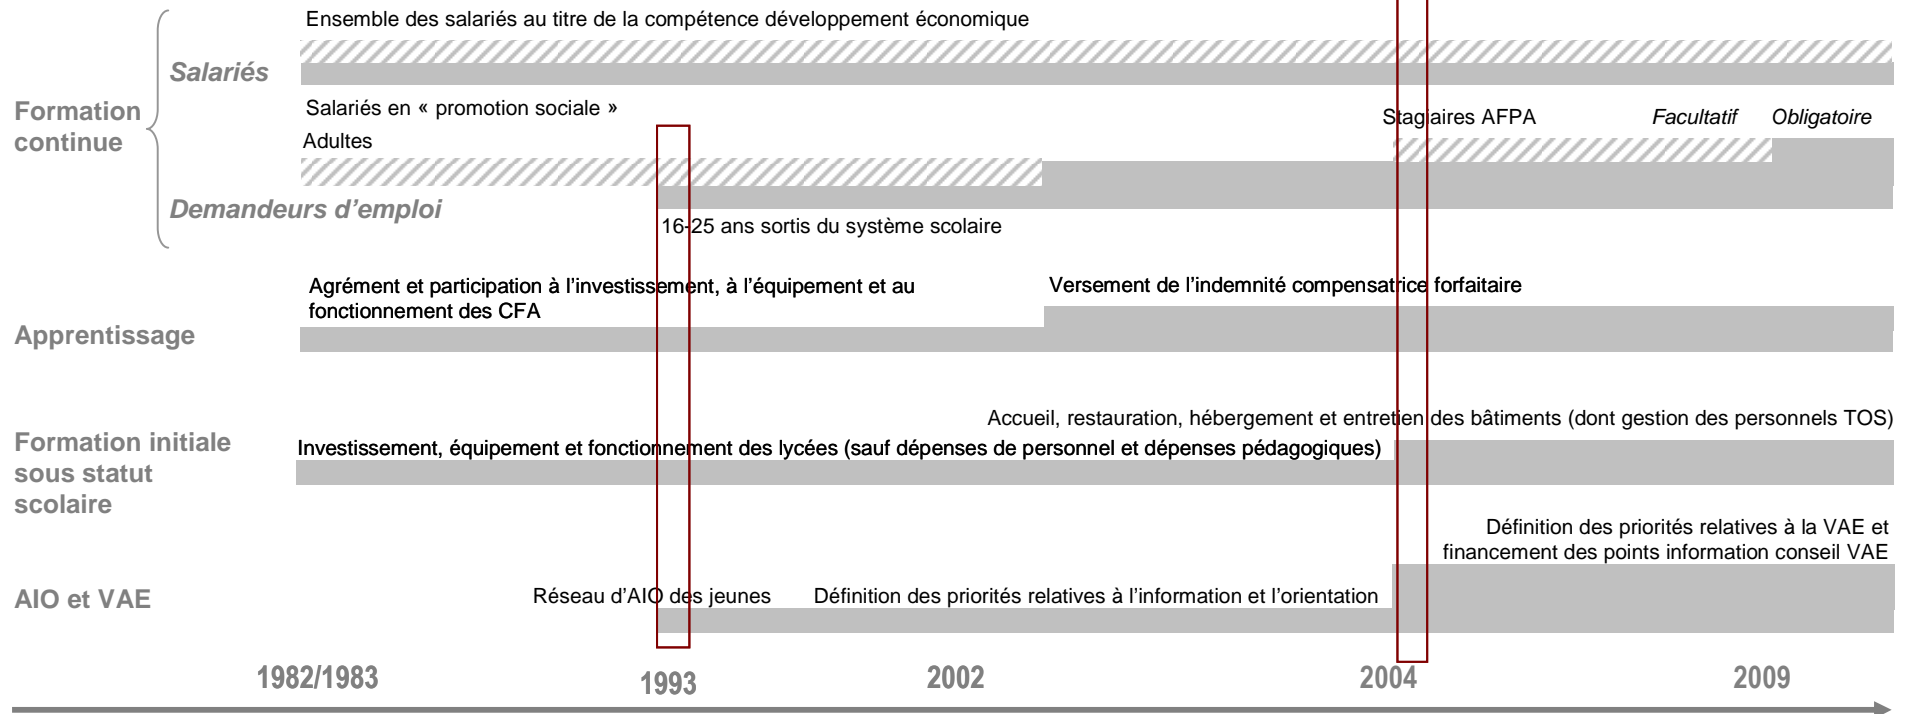 Ensemble des salariés au titre de la compétence développement économique
Salariés
Formation
continue
Salariés en « promotion sociale »
Adultes
Stagiaires AFPA
Facultatif
Obligatoire
Demandeurs d’emploi
16-25 ans sortis du système scolaire
Agrément et participation à l’investissement, à l’équipement et au
fonctionnement des CFA
Versement de l’indemnité compensatrice forfaitaire
Apprentissage
Accueil, restauration, hébergement et entretien des bâtiments (dont gestion des personnels TOS)
Formation initiale
sous statut
scolaire
Investissement, équipement et fonctionnement des lycées (sauf dépenses de personnel et dépenses pédagogiques)
Définition des priorités relatives à la VAE et
financement des points information conseil VAE
AIO et VAE
Réseau d’AIO des jeunes
Définition des priorités relatives à l’information et l’orientation
1982/1983
1993
2002
2004
2009